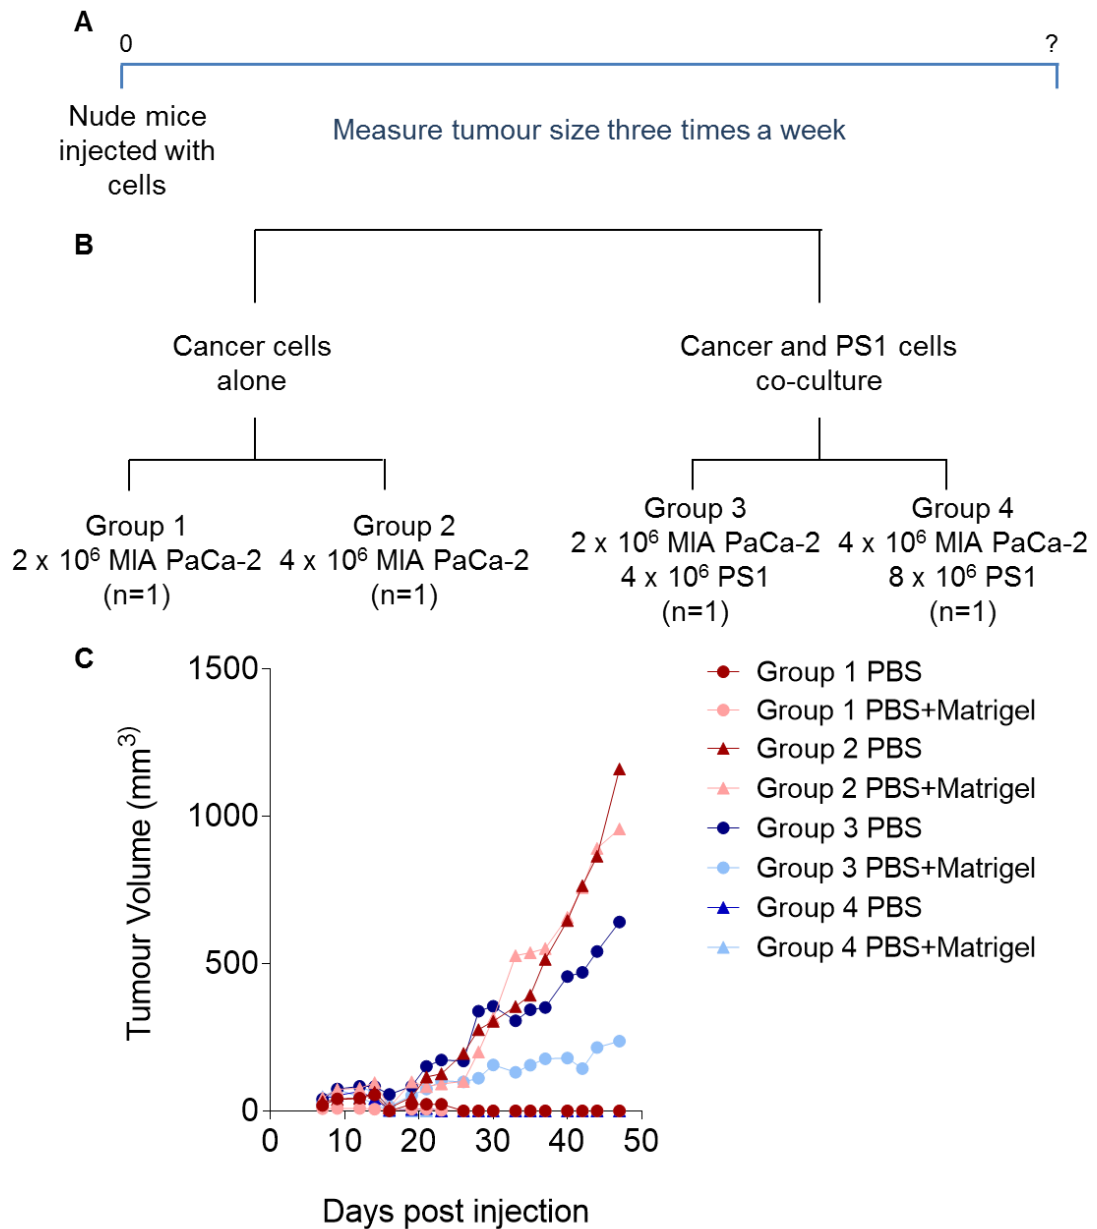 A
0
?
Nude mice
injected with
cells
Measure tumour size three times a week
B
Cancer cells
alone
Cancer and PS1 cells
co-culture
Group 1
2 x 10⁶ MIA PaCa-2
(n=1)
Group 2
4 x 10⁶ MIA PaCa-2
(n=1)
Group 3
2 x 10⁶ MIA PaCa-2
4 x 10⁶ PS1
(n=1)
Group 4
4 x 10⁶ MIA PaCa-2
8 x 10⁶ PS1
(n=1)
C
Tumour Volume (mm³)
1500
1000
500
0
0 10 20 30 40 50
Days post injection
Group 1 PBS
Group 1 PBS+Matrigel
Group 2 PBS
Group 2 PBS+Matrigel
Group 3 PBS
Group 3 PBS+Matrigel
Group 4 PBS
Group 4 PBS+Matrigel